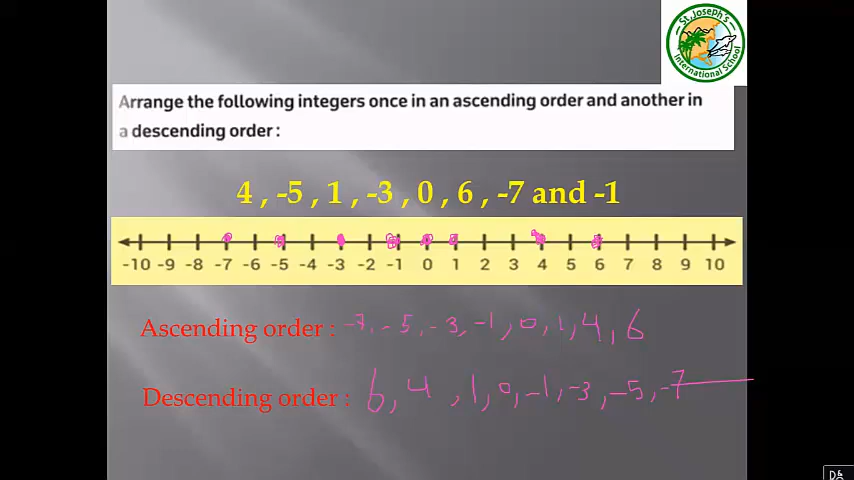 St. Joseph's
International School
Arrange the following integers once in an ascending order and another in
a descending order :
4 , -5 , 1 , -3 , 0 , 6 , -7 and -1
-10 -9 -8 -7 -6 -5 -4 -3 -2 -1 0 1 2 3 4 5 6 7 8 9 10
Ascending order : -7, -5, -3, -1, 0, 1, 4, 6
Descending order : 6, 4, 1, 0, -1, -3, -5, -7